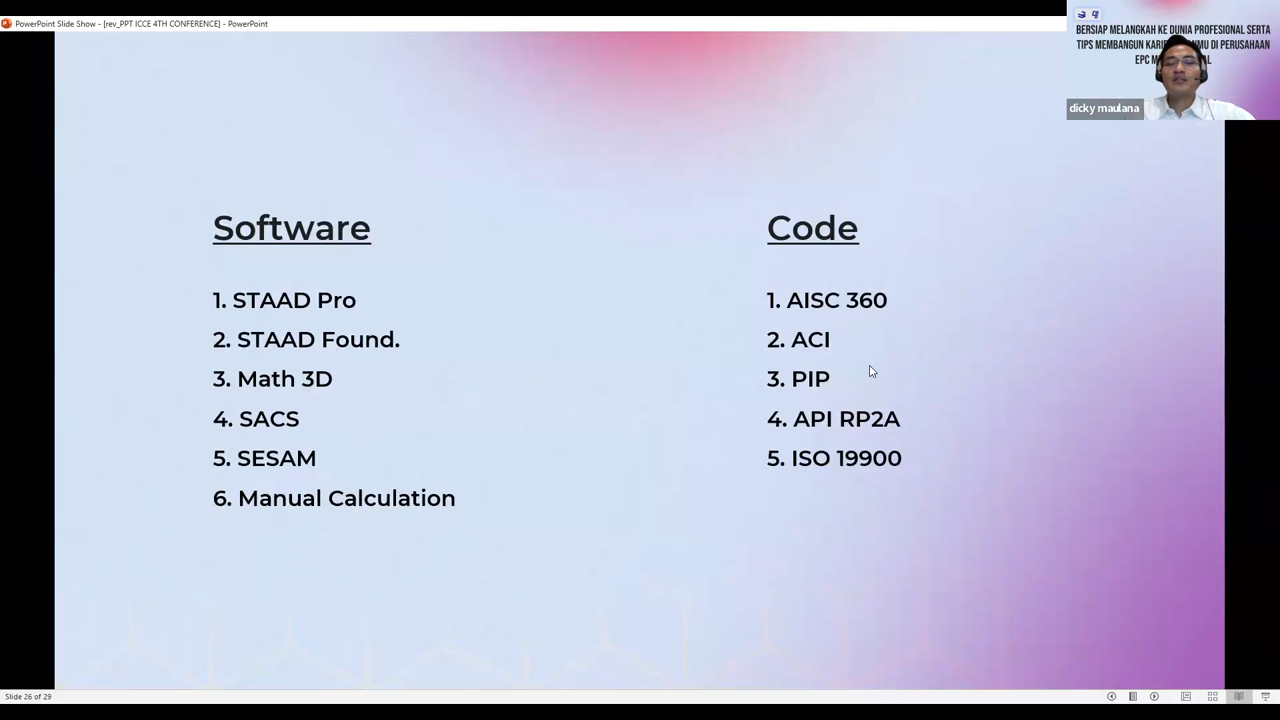 PowerPoint Slide Show - [rev_PPT ICCE 4TH CONFERENCE] - PowerPoint
BERSIAP MELANGKAH KE DUNIA PROFESIONAL SERTA
TIPS MEMBANGUN DI PERUSAHAAN
EPC
dicky maulana
Software
1. STAAD Pro
2. STAAD Found.
3. Math 3D
4. SACS
5. SESAM
6. Manual Calculation
Code
1. AISC 360
2. ACI
3. PIP
4. API RP2A
5. ISO 19900
Slide 26 of 29